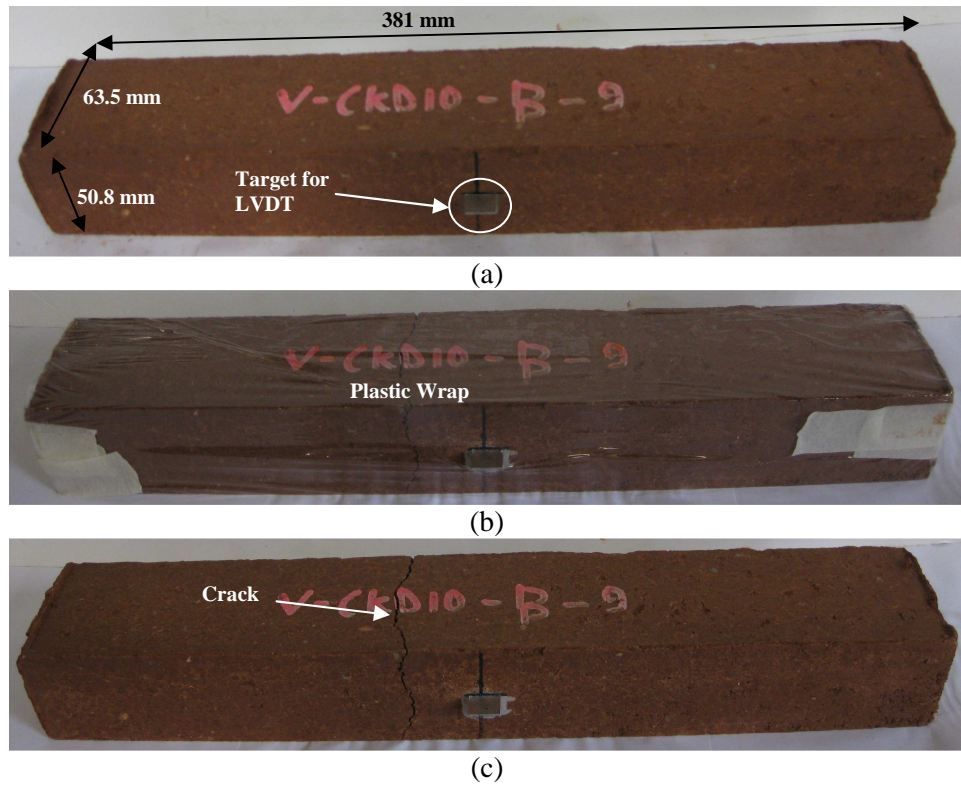 381 mm
63.5 mm
V-CKD10-B-9
50.8 mm
Target for
LVDT
(a)
V-CKD10-B-9
Plastic Wrap
(b)
Crack
V-CKD10-B-9
(c)